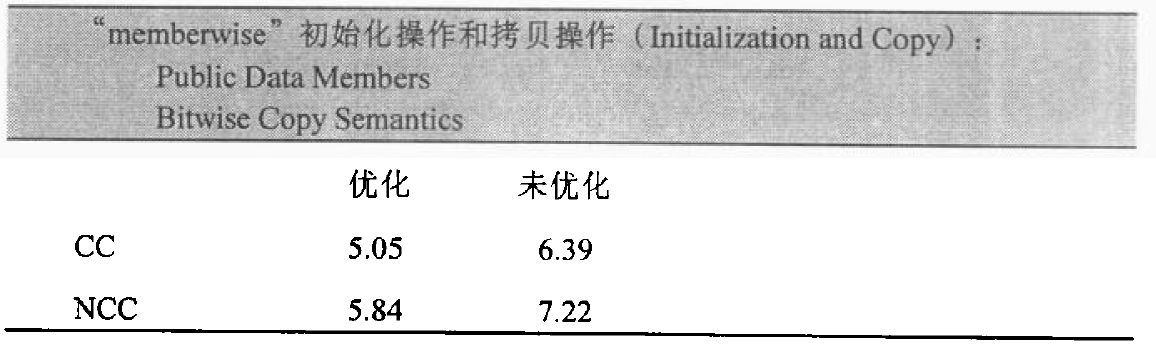 “memberwise”初始化操作和拷贝操作（Initialization and Copy）：
Public Data Members
Bitwise Copy Semantics
优化 未优化
CC 5.05 6.39
NCC 5.84 7.22